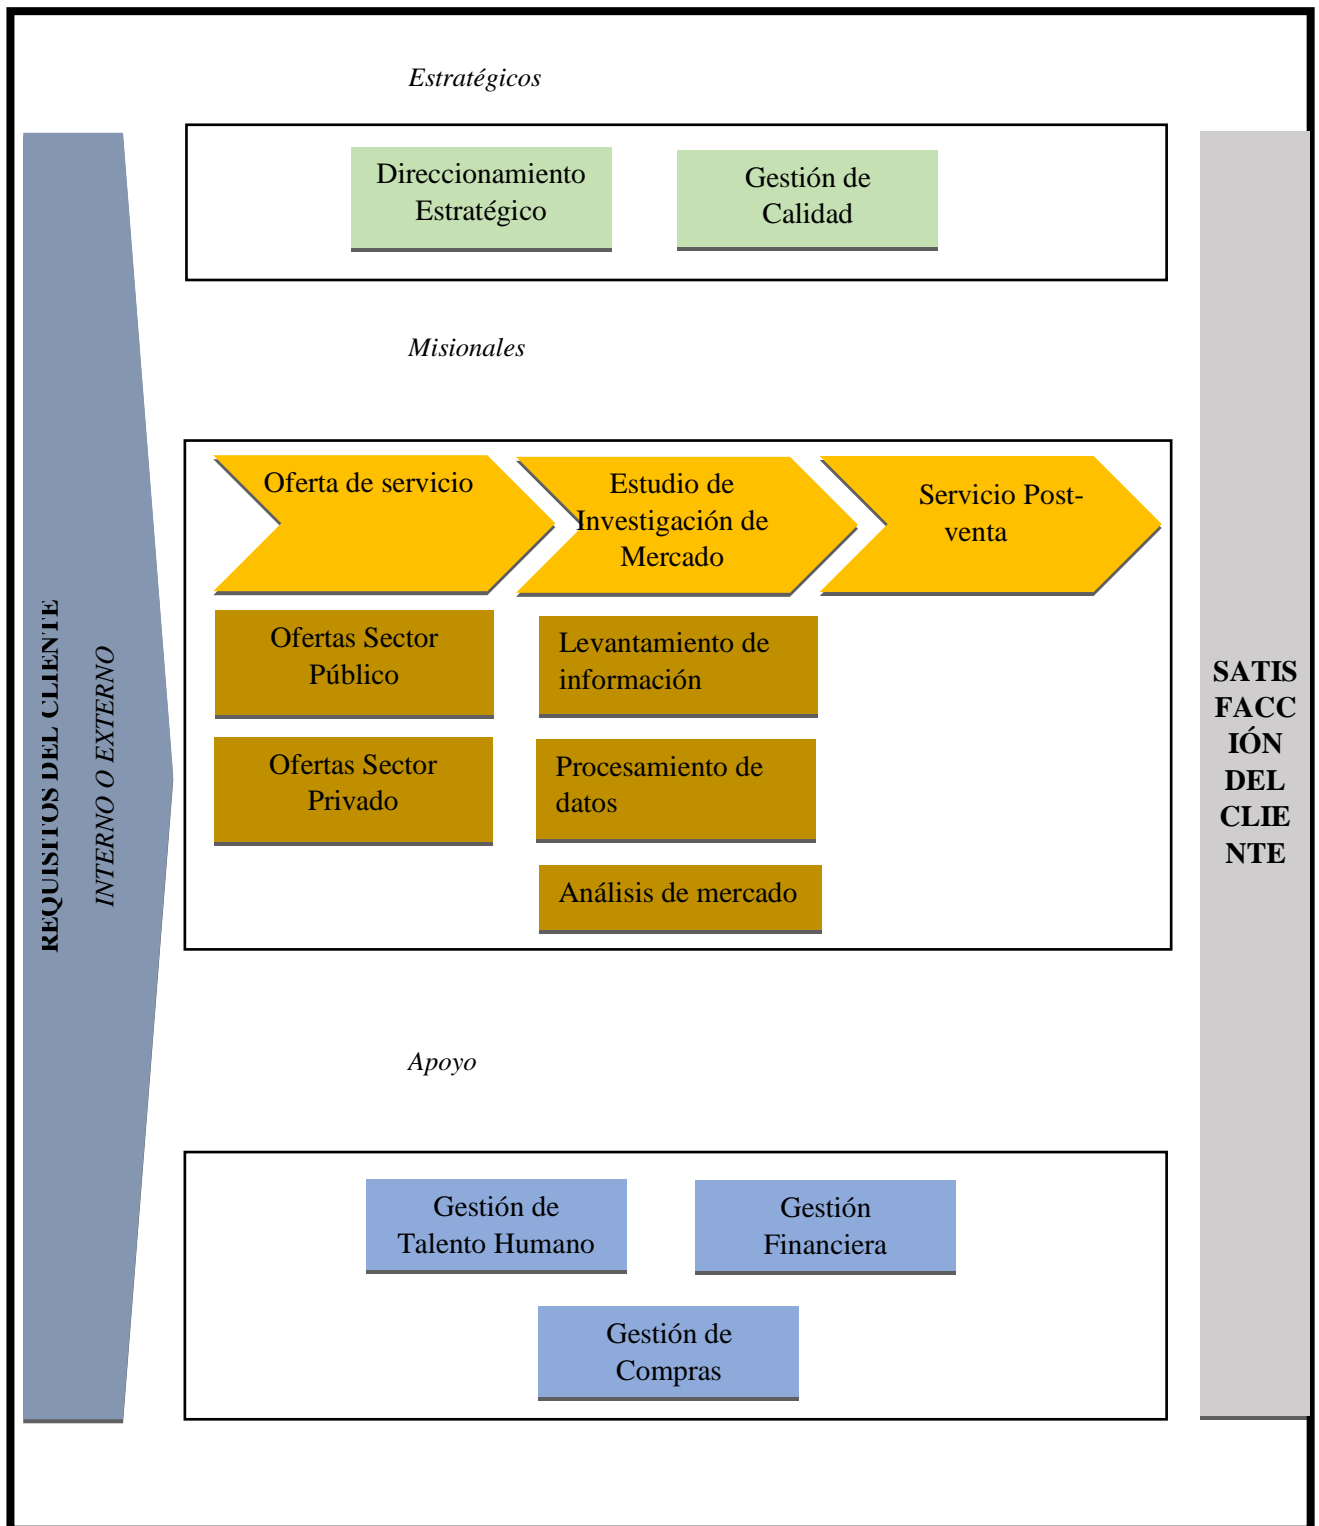 Estratégicos
Direccionamiento
Estratégico
Gestión de
Calidad
Misionales
Oferta de servicio
Estudio de
Investigación de
Mercado
Servicio Post-
venta
Ofertas Sector
Público
Levantamiento de
información
Ofertas Sector
Privado
Procesamiento de
datos
Análisis de mercado
REQUISITOS DEL CLIENTE
INTERNO O EXTERNO
SATIS
FACC
IÓN
DEL
CLIE
NTE
Apoyo
Gestión de
Talento Humano
Gestión
Financiera
Gestión de
Compras